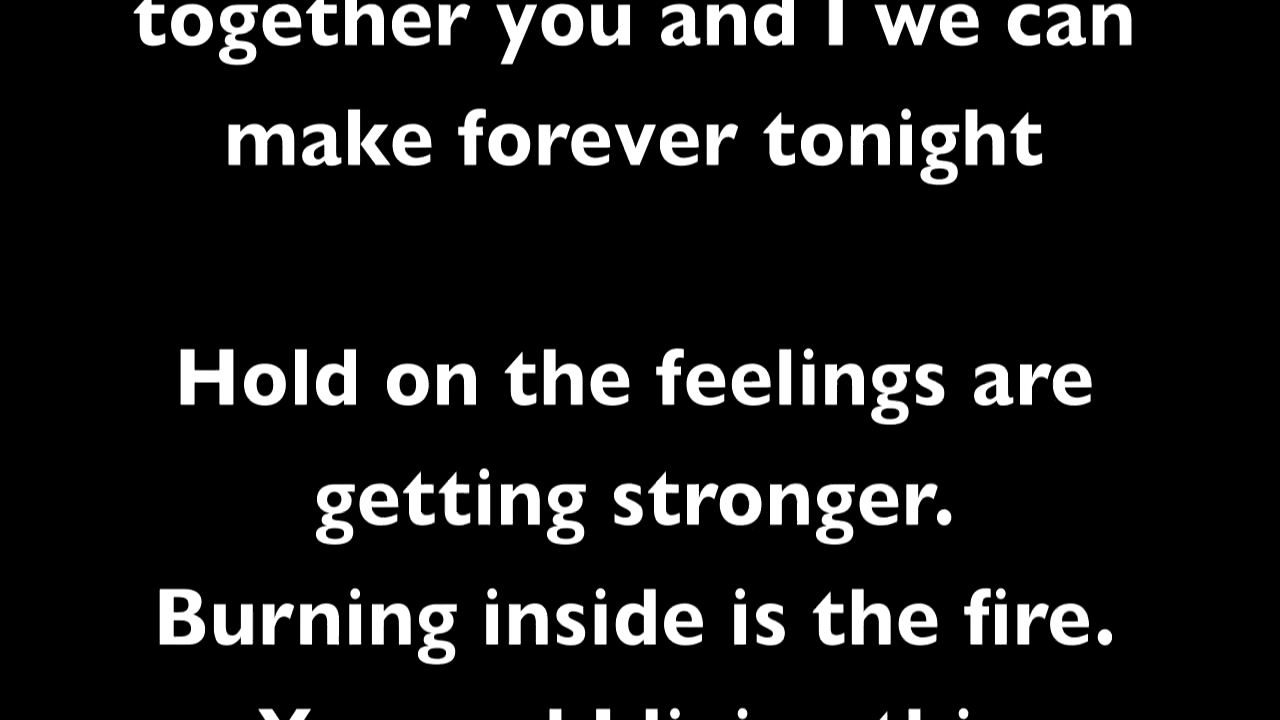 together you and I we can
make forever tonight
Hold on the feelings are
getting stronger.
Burning inside is the fire.